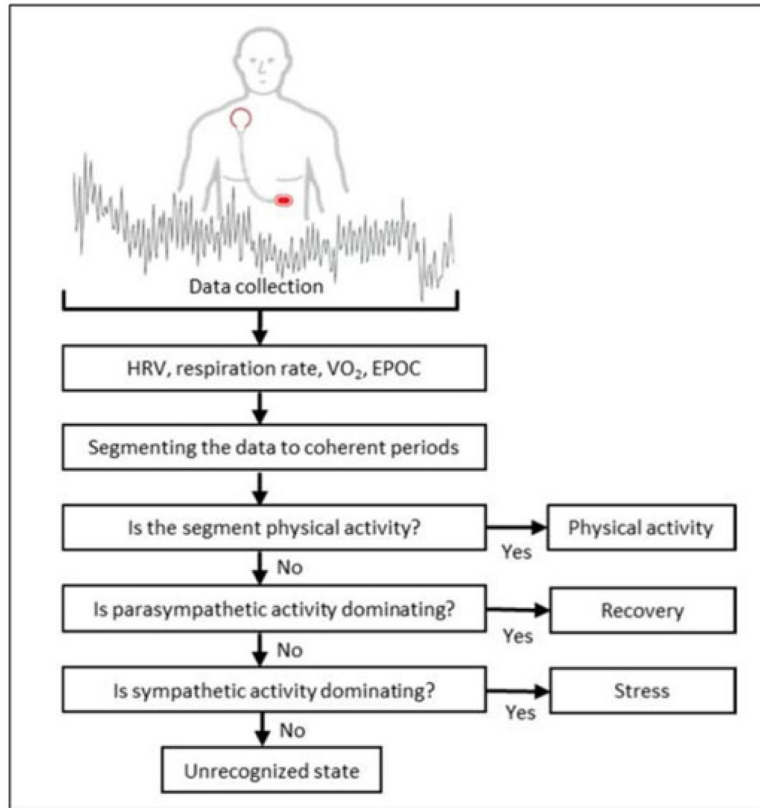 Data collection
HRV, respiration rate, VO₂, EPOC
Segmenting the data to coherent periods
Is the segment physical activity?
Yes
Physical activity
No
Is parasympathetic activity dominating?
Yes
Recovery
No
Is sympathetic activity dominating?
Yes
Stress
No
Unrecognized state